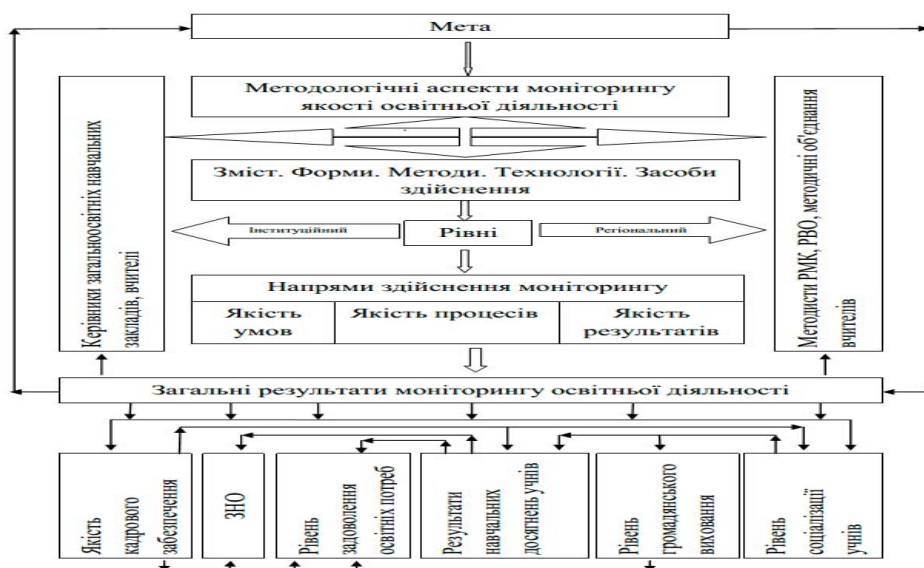 Мета
Методологічні аспекти моніторингу
якості освітньої діяльності
Зміст. Форми. Методи. Технології. Засоби
здійснення
Керівники загальноосвітніх навчальних
закладів, вчителі
Інституційний
Рівні
Регіональний
Методисти РМК, РВО, методичні об'єднання
вчителів
Напрями здійснення моніторингу
Якість
умов
Якість процесів
Якість
результатів
Загальні результати моніторингу освітньої діяльності
Якість
кадрового
забезпечення
ЗНО
Рівень
задоволення
освітніх потреб
Результати
навчальних
досягнень учнів
Рівень
громадянського
виховання
Рівень
соціалізації
учнів